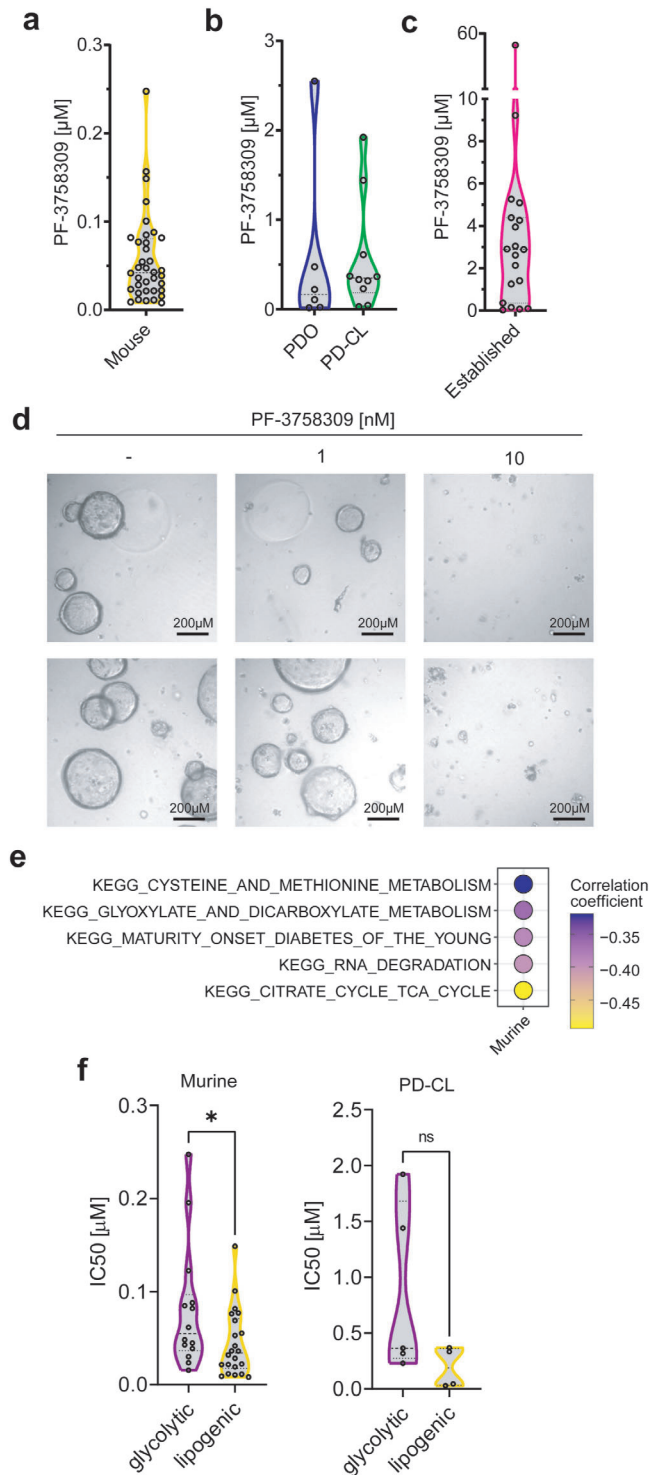 a
b
c
0.3
0.2
0.1
0.0
PF-3758309 [µM]
Mouse
3
2
1
0
PF-3758309 [µM]
PDO
PD-CL
60
10
8
6
4
2
0
PF-3758309 [µM]
Established
d
PF-3758309 [nM]
- 1 10
200µM 200µM 200µM
200µM 200µM 200µM
e
KEGG_CYSTEINE_AND_METHIONINE_METABOLISM
KEGG_GLYOXYLATE_AND_DICARBOXYLATE_METABOLISM
KEGG_MATURITY_ONSET_DIABETES_OF_THE_YOUNG
KEGG_RNA_DEGRADATION
KEGG_CITRATE_CYCLE_TCA_CYCLE
Murine
Correlation
coefficient
−0.35
−0.40
−0.45
f
Murine
*
0.3
0.2
0.1
0.0
IC50 [µM]
glycolytic
lipogenic
PD-CL
ns
2.5
2.0
1.5
1.0
0.5
0.0
IC50 [µM]
glycolytic
lipogenic